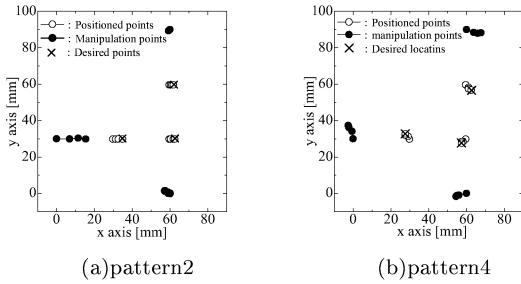 100
○ : Positioned points
● : Manipulation points
× : Desired points
80
60
40
20
0
y axis [mm]
0 20 40 60 80
x axis [mm]
(a)pattern2
100
○ : Positioned points
● : manipulation points
× : Desired locatins
80
60
40
20
0
y axis [mm]
0 20 40 60 80
x axis [mm]
(b)pattern4